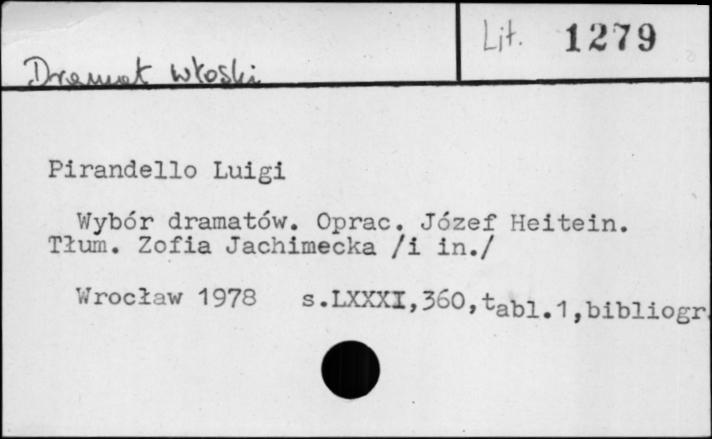 Dramat włoski
Lit. 1279
Pirandello Luigi
Wybór dramatów. Oprac. Józef Heitein.
Tłum. Zofia Jachimecka /i in./
Wrocław 1978 s.LXXXI,360,tabl.1,bibliogr.